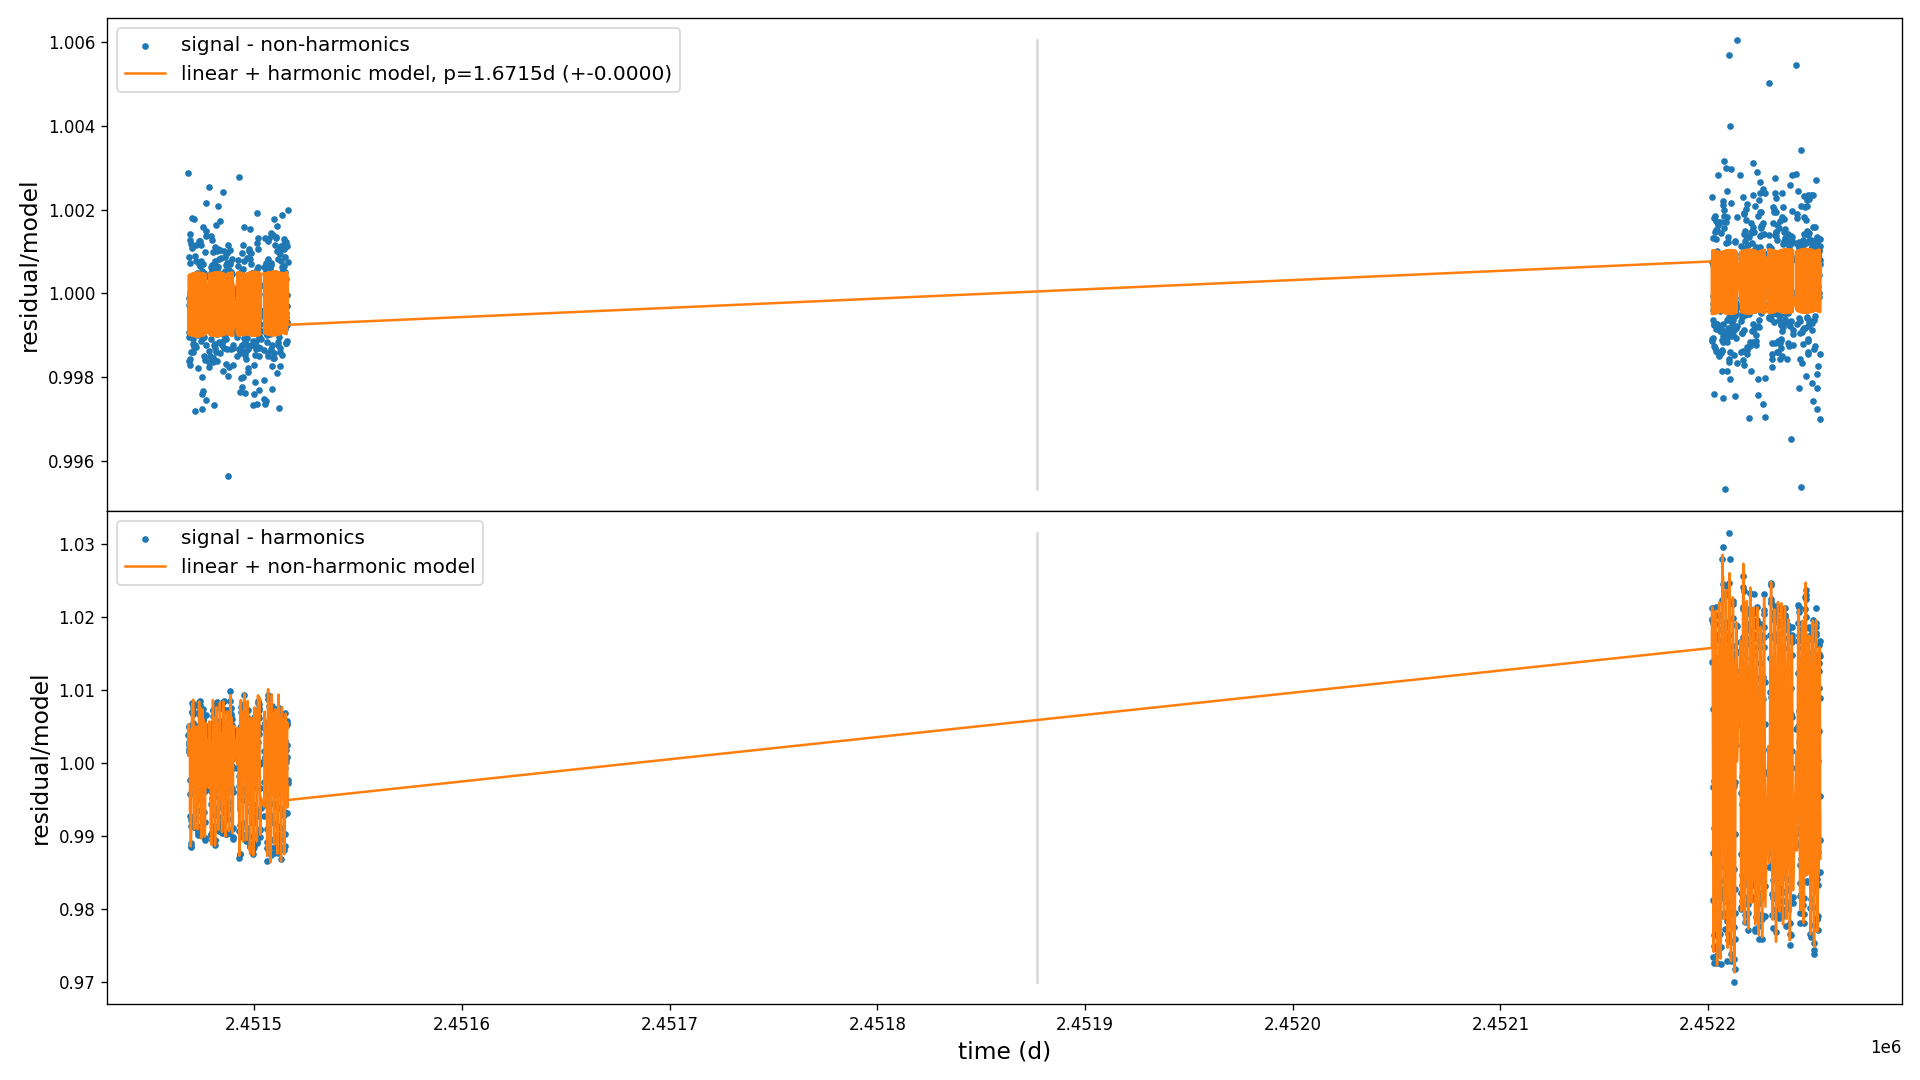 signal - non-harmonics
linear + harmonic model, p=1.6715d (+-0.0000)
1.006
1.004
1.002
1.000
0.998
0.996
residual/model
signal - harmonics
linear + non-harmonic model
1.03
1.02
1.01
1.00
0.99
0.98
0.97
residual/model
2.4515 2.4516 2.4517 2.4518 2.4519 2.4520 2.4521 2.4522
time (d)
1e6